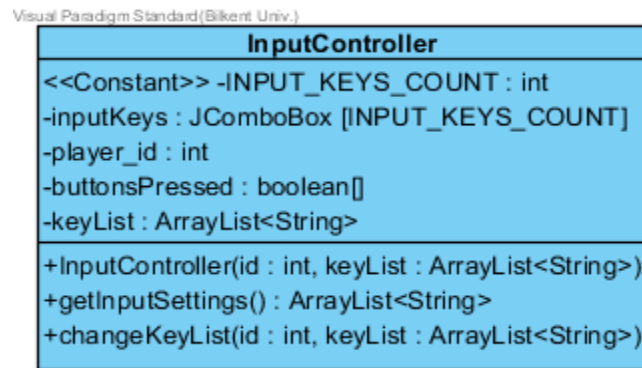 Visual Paradigm Standard(Bilkent Univ.)
InputController
<<Constant>> -INPUT_KEYS_COUNT : int
-inputKeys : JComboBox [INPUT_KEYS_COUNT]
-player_id : int
-buttonsPressed : boolean[]
-keyList : ArrayList<String>
+InputController(id : int, keyList : ArrayList<String>)
+getInputSettings() : ArrayList<String>
+changeKeyList(id : int, keyList : ArrayList<String>)